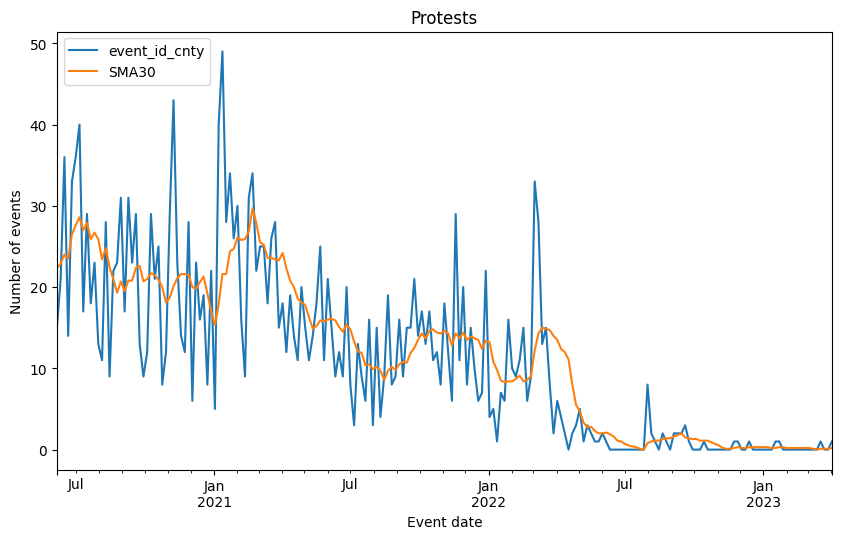 Protests
event_id_cnty
SMA30
Number of events
50
40
30
20
10
0
Jul
Jan
2021
Jul
Jan
2022
Jul
Jan
2023
Event date